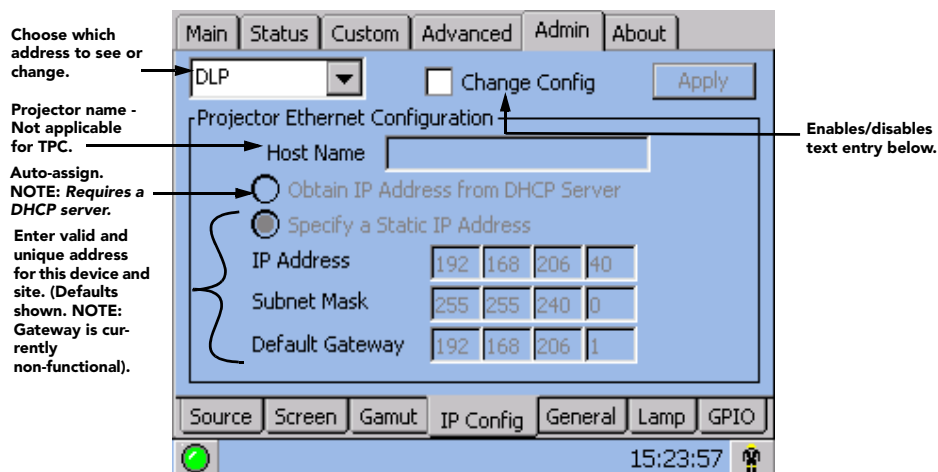 Choose which
address to see or
change.
Projector name -
Not applicable
for TPC.
Auto-assign.
NOTE: Requires a
DHCP server.
Enter valid and
unique address
for this device and
site. (Defaults
shown. NOTE:
Gateway is cur-
rently
non-functional).
Main Status Custom Advanced Admin About
DLP Change Config Apply
Projector Ethernet Configuration
Host Name
Obtain IP Address from DHCP Server
Specify a Static IP Address
IP Address 192 168 206 40
Subnet Mask 255 255 240 0
Default Gateway 192 168 206 1
Source Screen Gamut IP Config General Lamp GPIO
15:23:57
Enables/disables
text entry below.